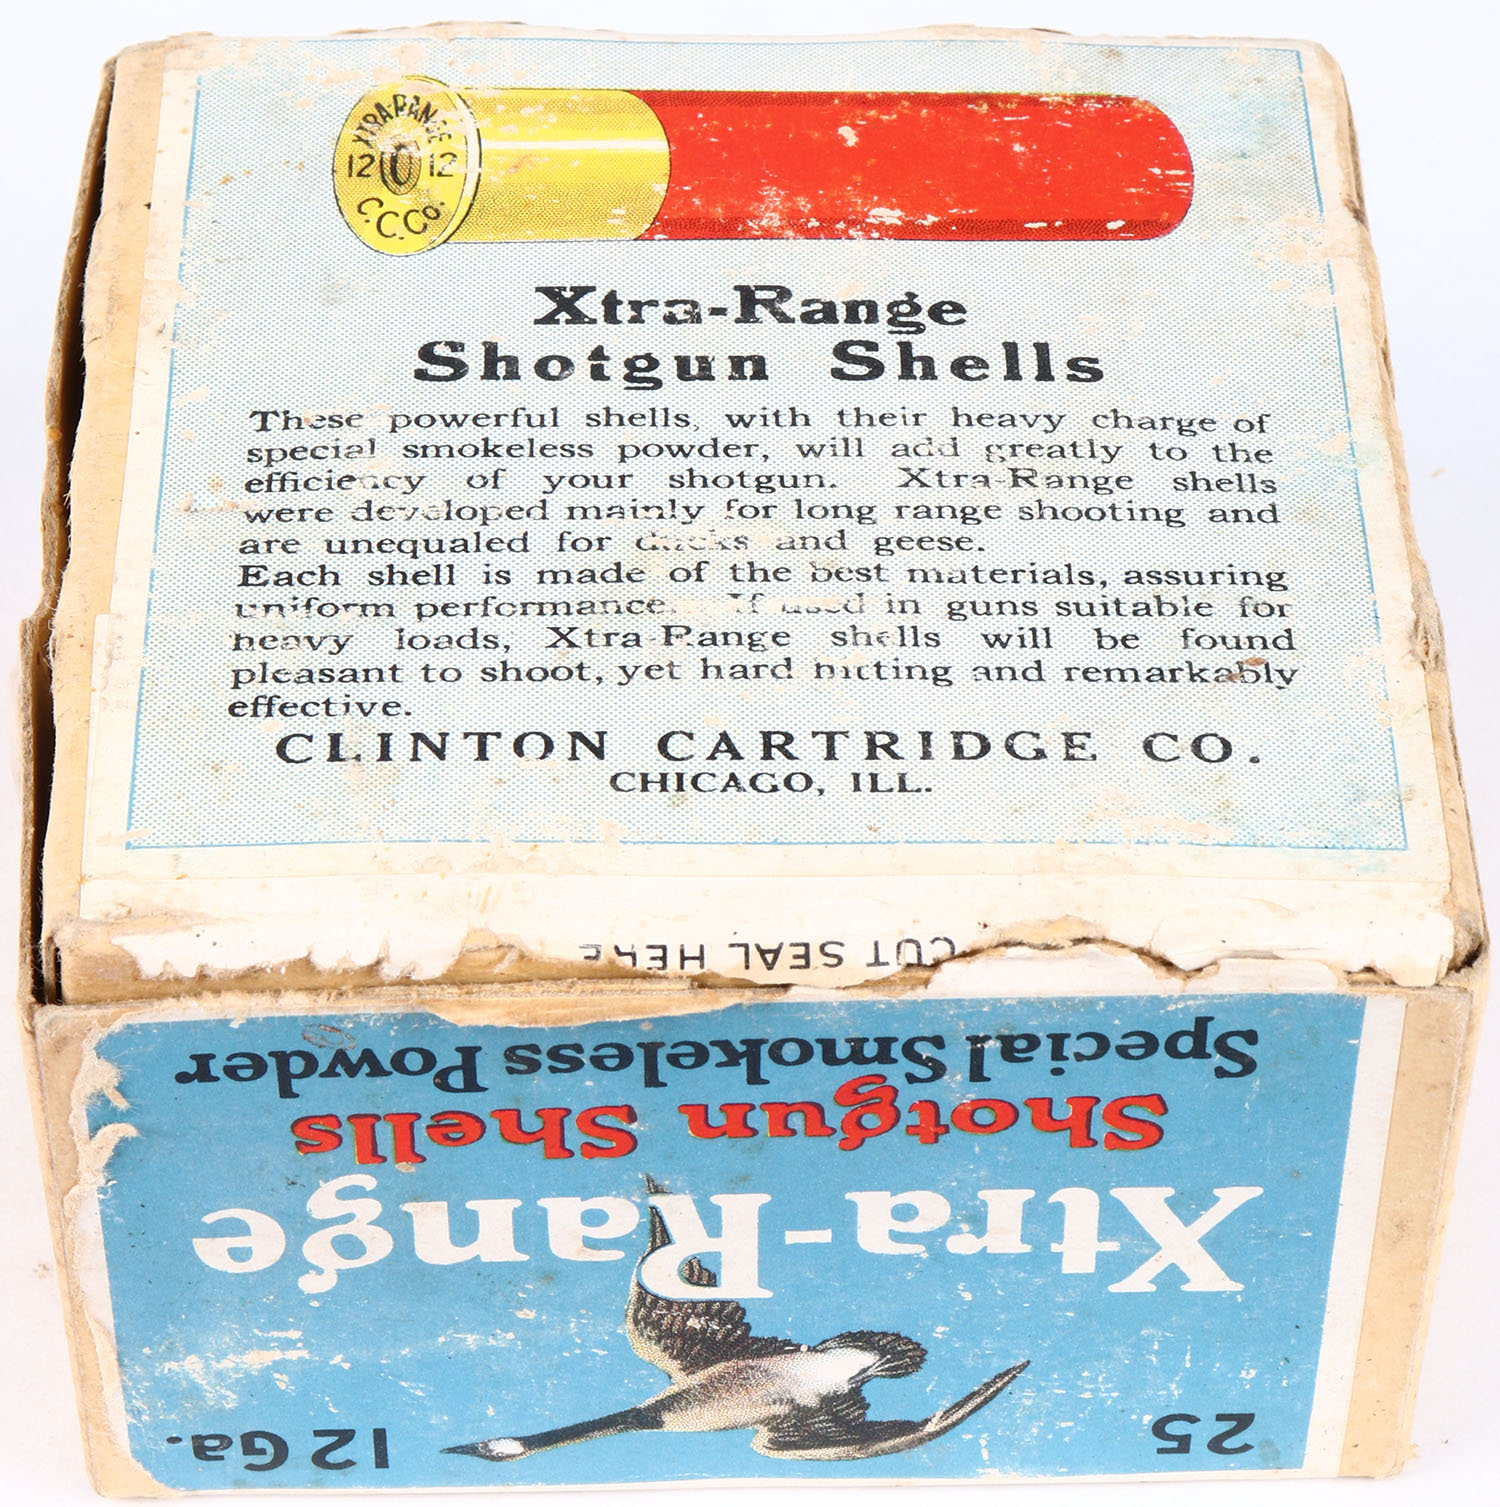 XTRA-RANGE
12 12
C.C.Co.
Xtra-Range
Shotgun Shells
These powerful shells, with their heavy charge of
special smokeless powder, will add greatly to the
efficiency of your shotgun. Xtra-Range shells
were developed mainly for long range shooting and
are unequaled for ducks and geese.
Each shell is made of the best materials, assuring
uniform performance. If used in guns suitable for
heavy loads, Xtra-Range shells will be found
pleasant to shoot, yet hard hitting and remarkably
effective.
CLINTON CARTRIDGE CO.
CHICAGO, ILL.
CUT SEAL HERE
25 12 Ga.
Xtra-Range
Shotgun Shells
Special Smokeless Powder